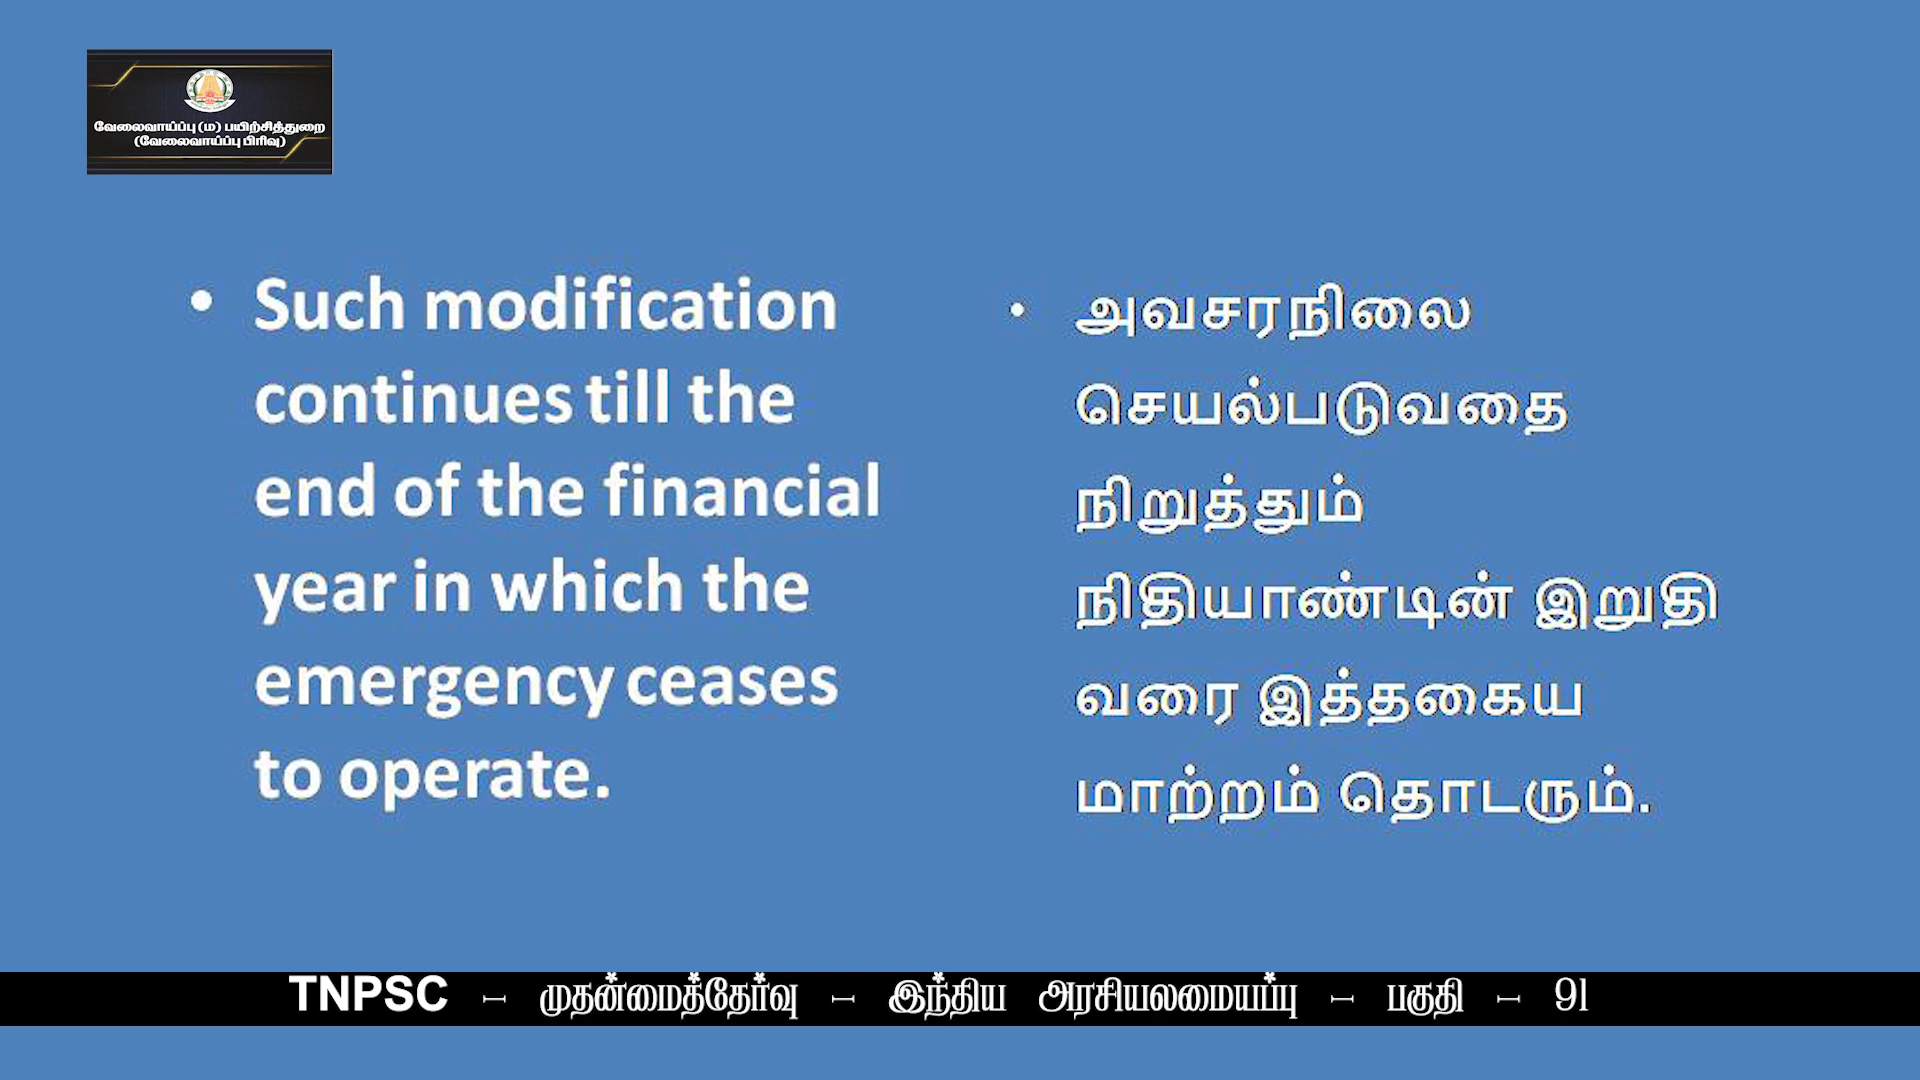 வேலைவாய்ப்பு (ம) பயிற்சித்துறை
(வேலைவாய்ப்பு பிரிவு)
• Such modification
continues till the
end of the financial
year in which the
emergency ceases
to operate.
• அவசரநிலை
செயல்படுவதை
நிறுத்தும்
நிதியாண்டின் இறுதி
வரை இத்தகைய
மாற்றம் தொடரும்.
TNPSC – முதன்மைத்தேர்வு – இந்திய அரசியலமையப்பு – பகுதி – 91